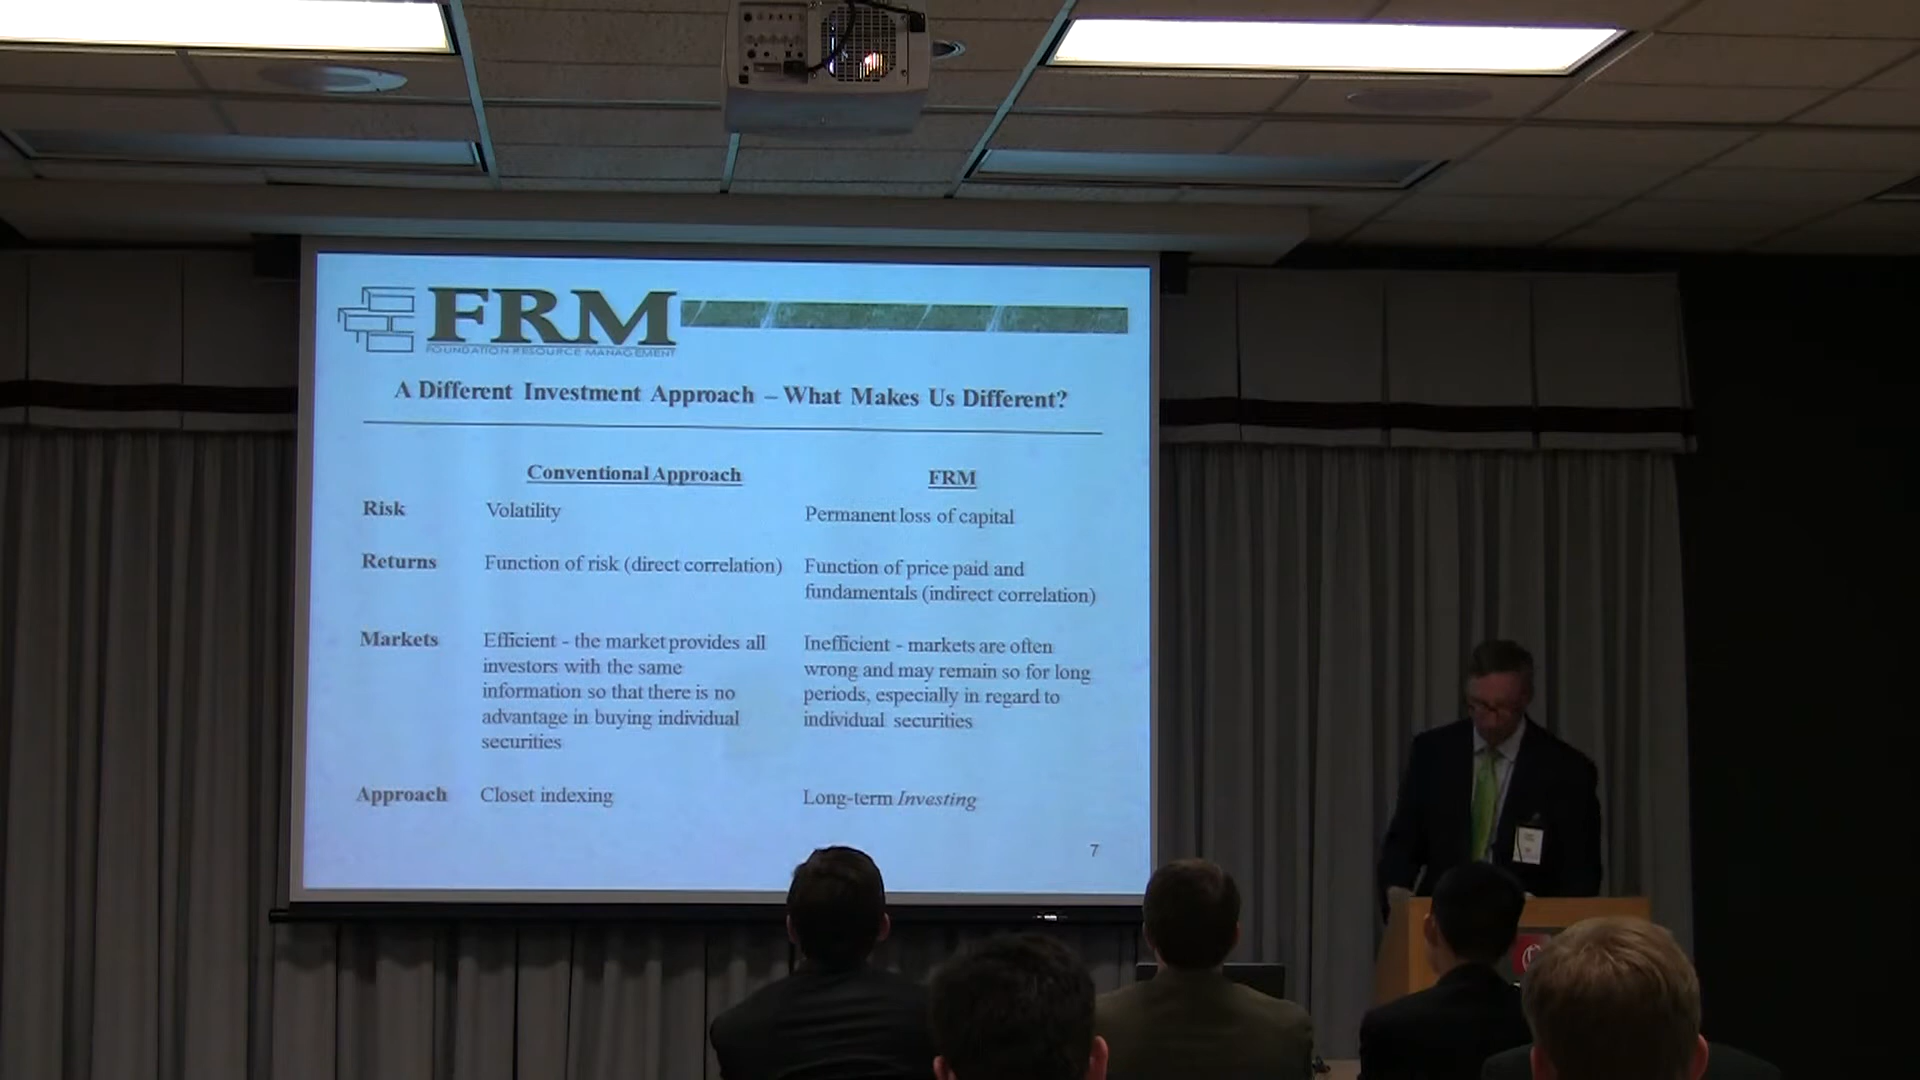 FRM
FOUNDATION RESOURCE MANAGEMENT
A Different Investment Approach – What Makes Us Different?
Conventional Approach FRM
Risk Volatility Permanent loss of capital
Returns Function of risk (direct correlation) Function of price paid and
fundamentals (indirect correlation)
Markets Efficient - the market provides all Inefficient - markets are often
investors with the same wrong and may remain so for long
information so that there is no periods, especially in regard to
advantage in buying individual individual securities
securities
Approach Closet indexing Long-term Investing
7